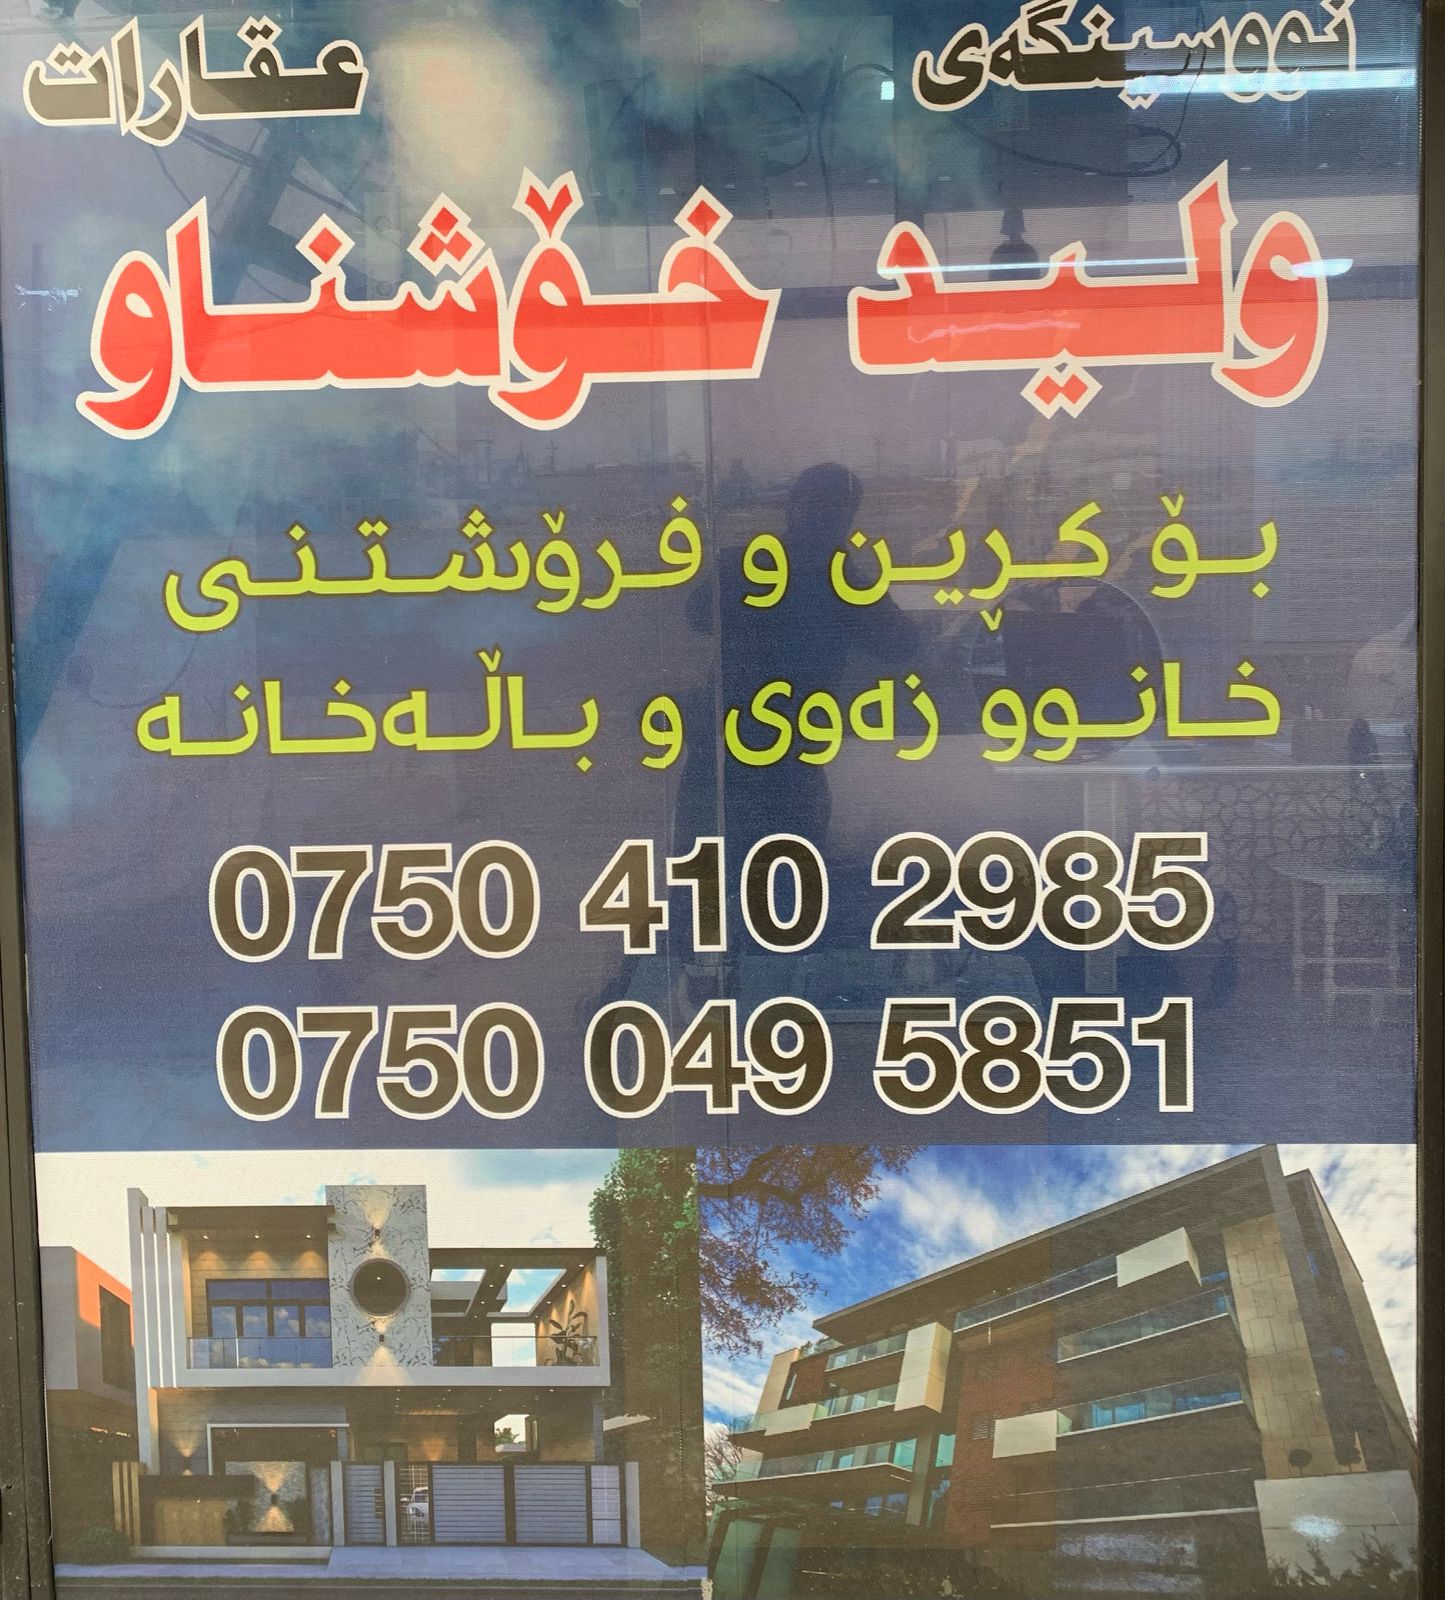 نووسینگەی عقارات
ولید خۆشناو
بۆ کڕین و فرۆشتنی
خانوو زەوی و باڵەخانە
0750 410 2985
0750 049 5851